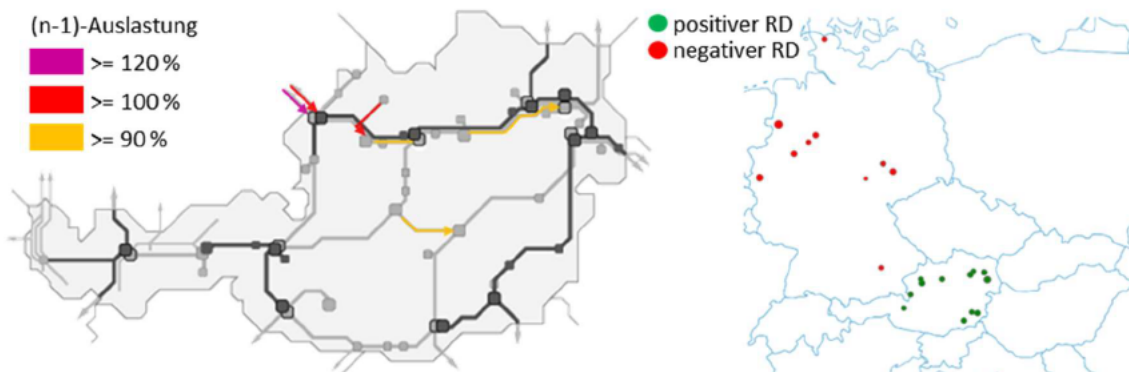 (n-1)-Auslastung
>= 120 %
>= 100 %
>= 90 %
positiver RD
negativer RD